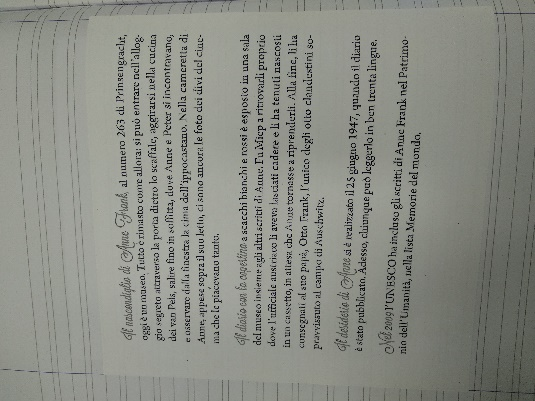 Il nascondiglio di Anne Frank, al numero 263 di Prinsengracht,
oggi è un museo. Tutto è rimasto come allora: si può entrare nell'allog-
gio segreto attraverso la porta dietro lo scaffale, aggirarsi nella cucina
dei van Pels, salire fino in soffitta, dove Anne e Peter si incontravano,
e osservare dalla finestra la cima dell'ippocastano. Nella cameretta di
Anne, appese sopra il suo letto, ci sono ancora le foto dei divi del cine-
ma che le piacevano tanto.
Il diario con la copertina a scacchi bianchi e rossi è esposto in una sala
del museo insieme agli altri scritti di Anne. Fu Miep a ritrovarli proprio
dove l'ufficiale austriaco li aveva lasciati cadere e li ha tenuti nascosti
in un cassetto, in attesa che Anne tornasse a riprenderli. Alla fine, li ha
consegnati al suo papà, Otto Frank, l'unico degli otto clandestini so-
pravvissuto al campo di Auschwitz.
Il desiderio di Anne si è realizzato il 25 giugno 1947, quando il diario
è stato pubblicato. Adesso, chiunque può leggerlo in ben trenta lingue.
Nel 2009 l'UNESCO ha incluso gli scritti di Anne Frank nel Patrimo-
nio dell'Umanità, nella lista Memorie del mondo.